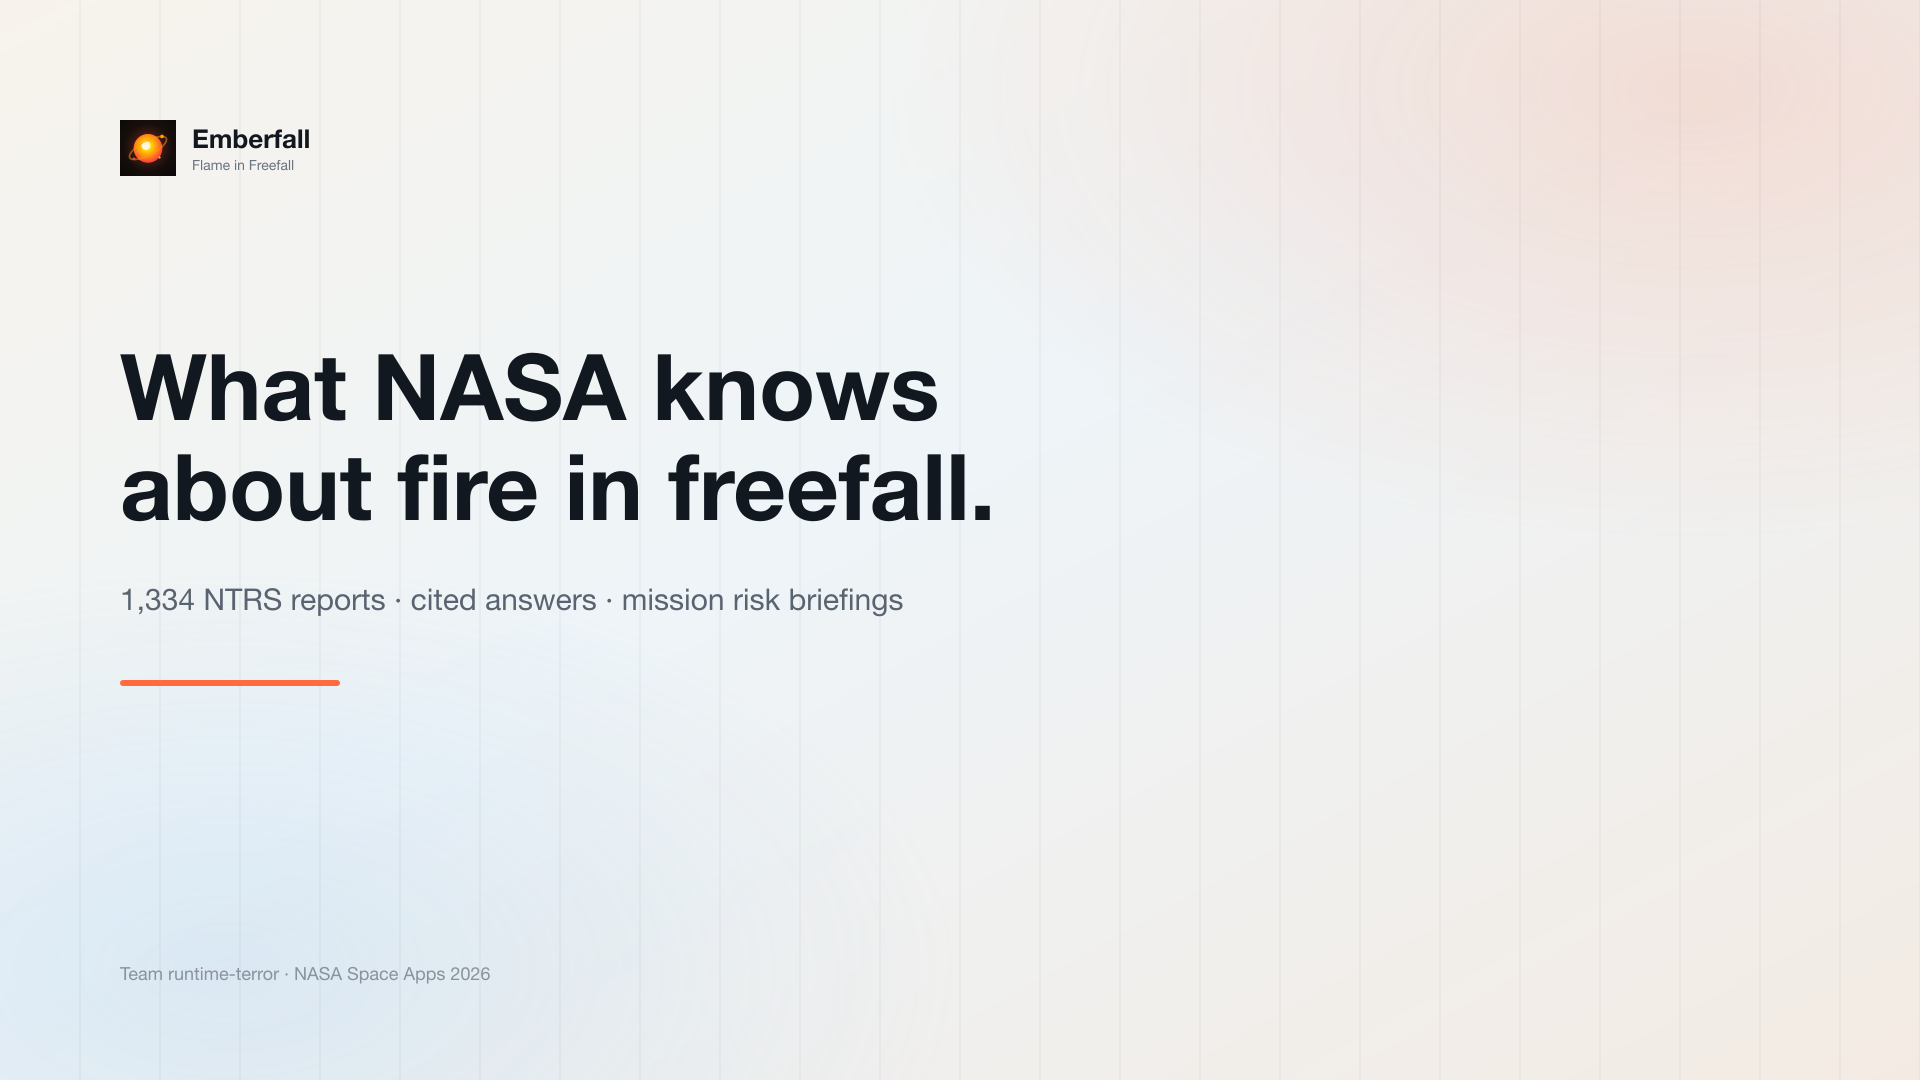 Emberfall
Flame in Freefall
What NASA knows
about fire in freefall.
1,334 NTRS reports · cited answers · mission risk briefings
Team runtime-terror · NASA Space Apps 2026